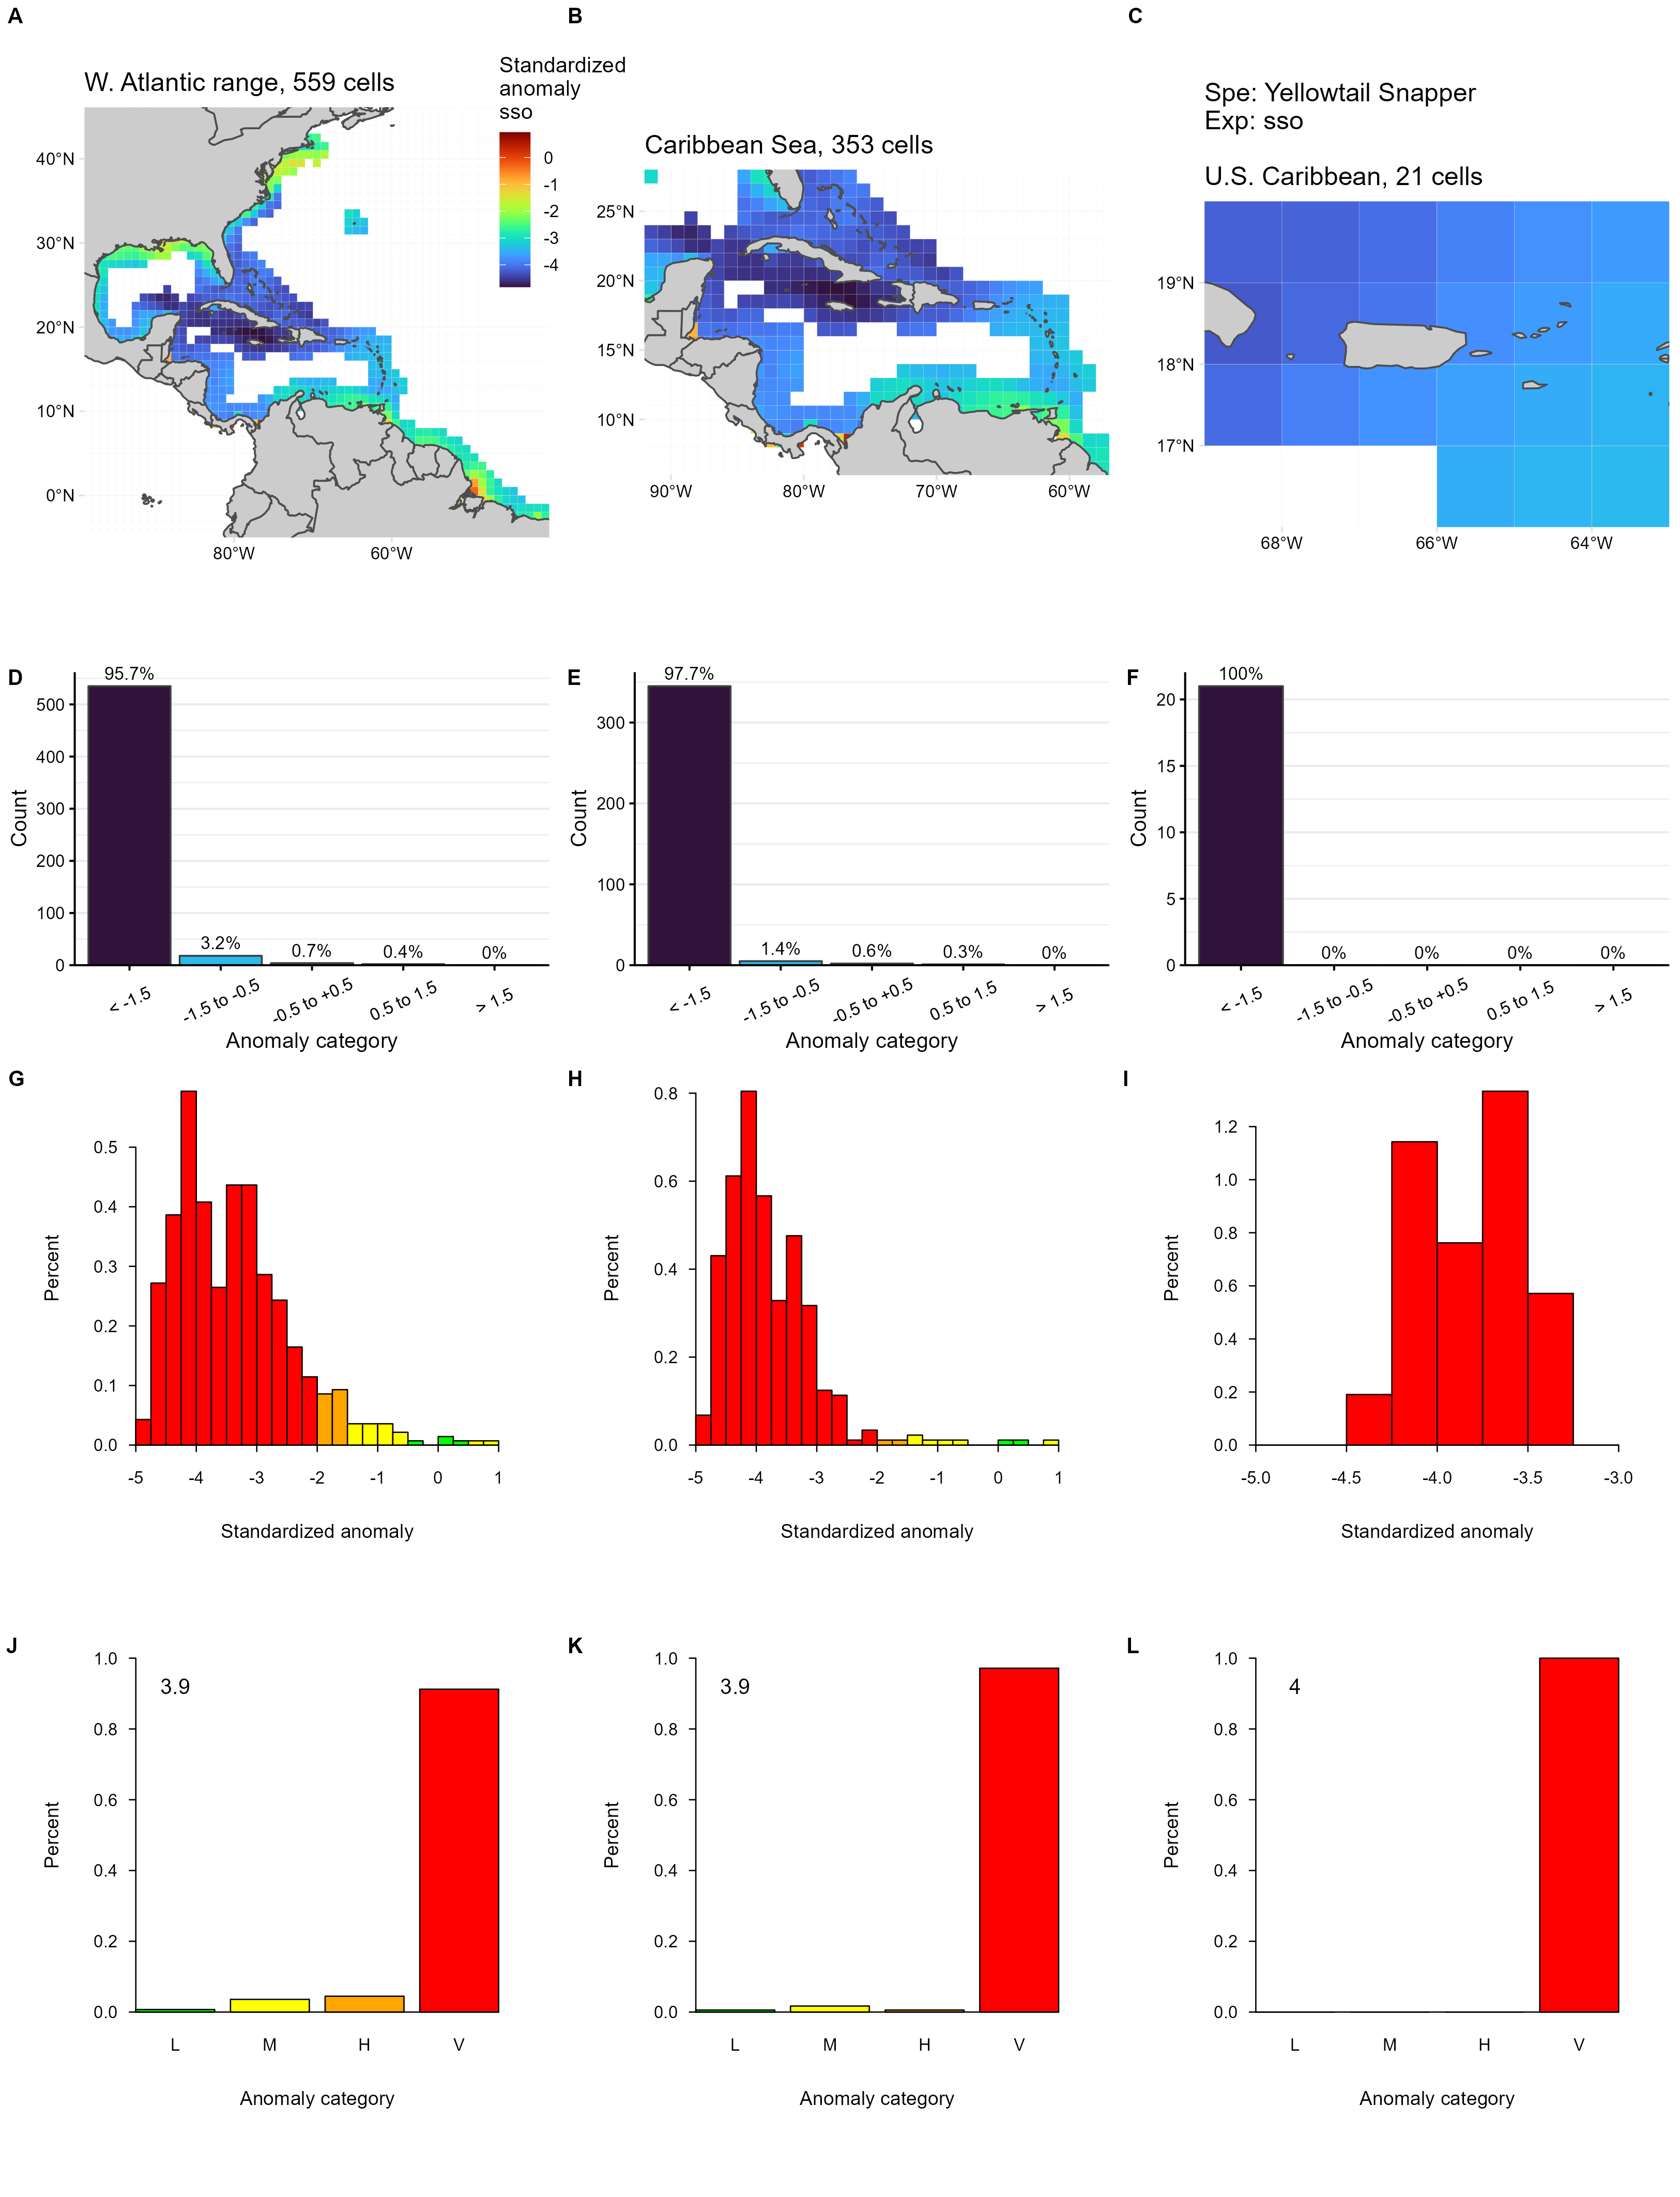 A
B
C
W. Atlantic range, 559 cells
Standardized
anomaly
sso
0
-1
-2
-3
-4
40°N
30°N
20°N
10°N
0°N
80°W
60°W
Caribbean Sea, 353 cells
25°N
20°N
15°N
10°N
90°W
80°W
70°W
60°W
Spe: Yellowtail Snapper
Exp: sso
U.S. Caribbean, 21 cells
19°N
18°N
17°N
68°W
66°W
64°W
D
Count
500
400
300
200
100
0
95.7%
3.2%
0.7%
0.4%
0%
< -1.5
-1.5 to -0.5
-0.5 to +0.5
0.5 to 1.5
> 1.5
Anomaly category
E
Count
300
200
100
0
97.7%
1.4%
0.6%
0.3%
0%
< -1.5
-1.5 to -0.5
-0.5 to +0.5
0.5 to 1.5
> 1.5
Anomaly category
F
Count
20
15
10
5
0
100%
0%
0%
0%
0%
< -1.5
-1.5 to -0.5
-0.5 to +0.5
0.5 to 1.5
> 1.5
Anomaly category
G
Percent
0.5
0.4
0.3
0.2
0.1
0.0
-5
-4
-3
-2
-1
0
1
Standardized anomaly
H
Percent
0.8
0.6
0.4
0.2
0.0
-5
-4
-3
-2
-1
0
1
Standardized anomaly
I
Percent
1.2
1.0
0.8
0.6
0.4
0.2
0.0
-5.0
-4.5
-4.0
-3.5
-3.0
Standardized anomaly
J
Percent
1.0
0.8
0.6
0.4
0.2
0.0
3.9
L
M
H
V
Anomaly category
K
Percent
1.0
0.8
0.6
0.4
0.2
0.0
3.9
L
M
H
V
Anomaly category
L
Percent
1.0
0.8
0.6
0.4
0.2
0.0
4
L
M
H
V
Anomaly category